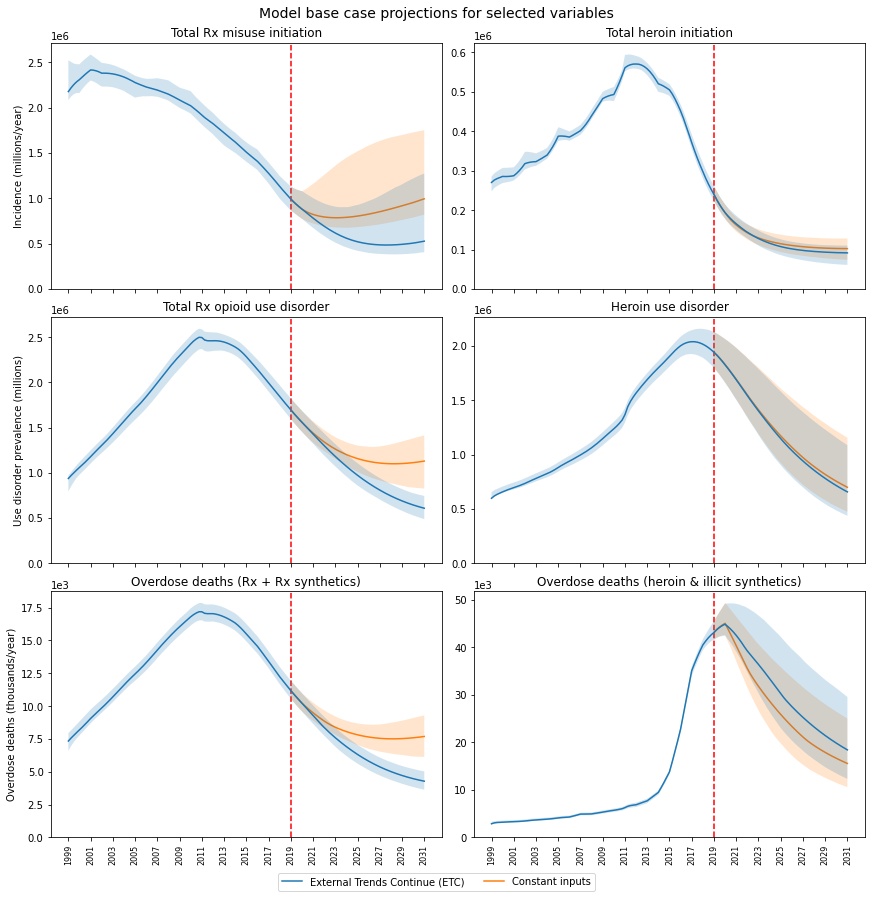 Model base case projections for selected variables
Total Rx misuse initiation
1e6
Incidence (millions/year)
2.5
2.0
1.5
1.0
0.5
0.0
Total heroin initiation
1e6
0.6
0.5
0.4
0.3
0.2
0.1
0.0
Total Rx opioid use disorder
1e6
Use disorder prevalence (millions)
2.5
2.0
1.5
1.0
0.5
0.0
Heroin use disorder
1e6
2.0
1.5
1.0
0.5
0.0
Overdose deaths (Rx + Rx synthetics)
1e3
Overdose deaths (thousands/year)
17.5
15.0
12.5
10.0
7.5
5.0
2.5
0.0
1999 2001 2003 2005 2007 2009 2011 2013 2015 2017 2019 2021 2023 2025 2027 2029 2031
Overdose deaths (heroin & illicit synthetics)
1e3
50
40
30
20
10
0
1999 2001 2003 2005 2007 2009 2011 2013 2015 2017 2019 2021 2023 2025 2027 2029 2031
External Trends Continue (ETC) Constant inputs